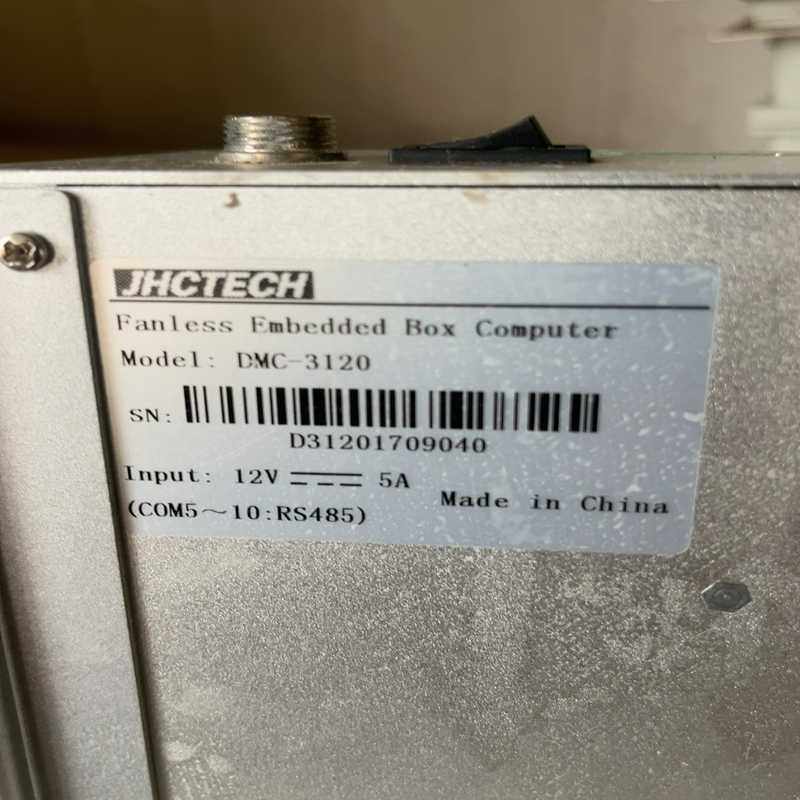 JHCTECH
Fanless Embedded Box Computer
Model: DMC-3120
SN:
D31201709040
Input: 12V 5A
Made in China
(COM5~10:RS485)